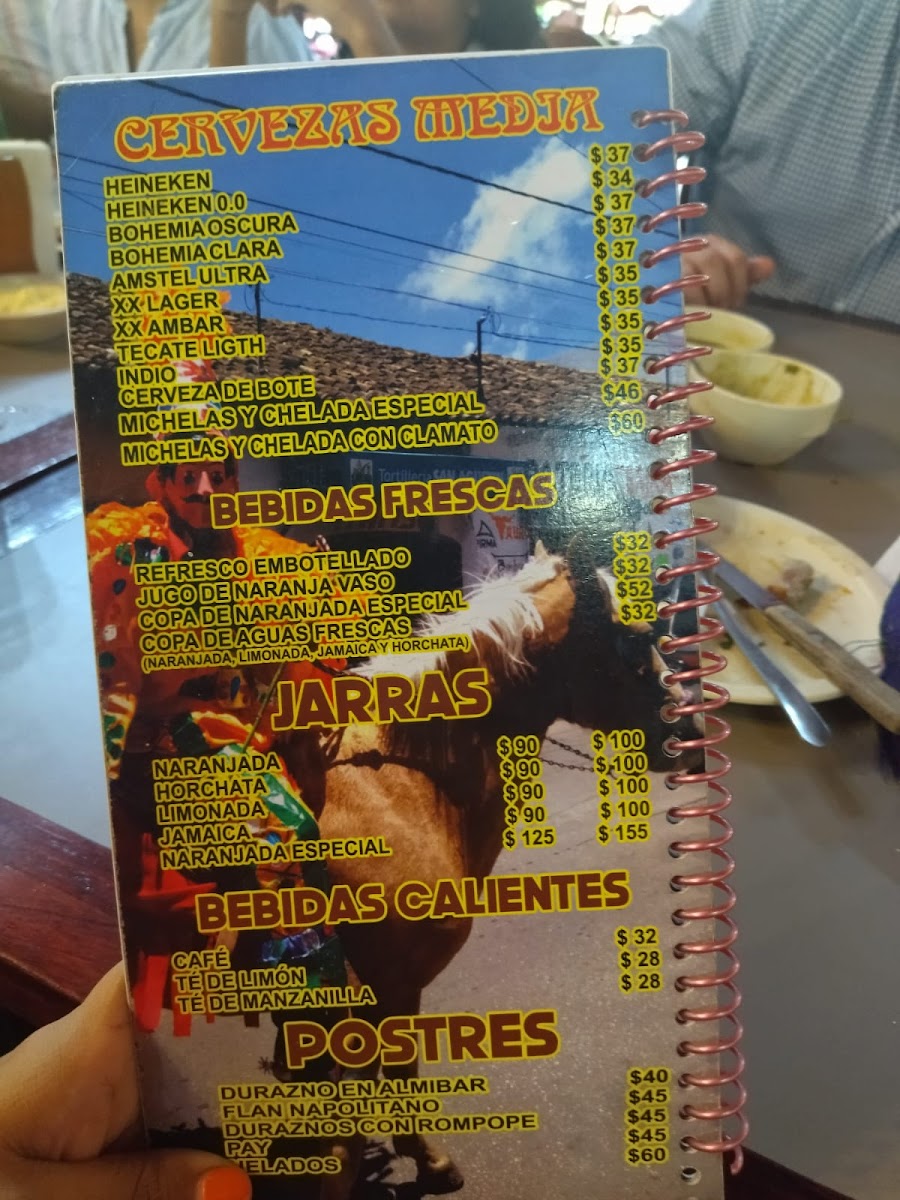 CERVEZAS MEDIA
HEINEKEN $ 37
HEINEKEN 0.0 $ 34
BOHEMIA OSCURA $ 37
BOHEMIA CLARA $ 37
AMSTEL ULTRA $ 37
XX LAGER $ 35
XX AMBAR $ 35
TECATE LIGTH $ 35
INDIO $ 35
CERVEZA DE BOTE $ 37
MICHELAS Y CHELADA ESPECIAL $46
MICHELAS Y CHELADA CON CLAMATO $60
Tortillería SAN AGUSTIN
BEBIDAS FRESCAS
REFRESCO EMBOTELLADO $32
JUGO DE NARANJA VASO $32
COPA DE NARANJADA ESPECIAL $52
COPA DE AGUAS FRESCAS $32
(NARANJADA, LIMONADA, JAMAICA Y HORCHATA)
JARRAS
NARANJADA $ 90 $ 100
HORCHATA $ 90 $ 100
LIMONADA $ 90 $ 100
JAMAICA $ 90 $ 100
NARANJADA ESPECIAL $ 125 $ 155
BEBIDAS CALIENTES
CAFÉ $ 32
TÉ DE LIMÓN $ 28
TÉ DE MANZANILLA $ 28
POSTRES
DURAZNO EN ALMIBAR $40
FLAN NAPOLITANO $45
DURAZNOS CON ROMPOPE $45
PAY $45
HELADOS $60